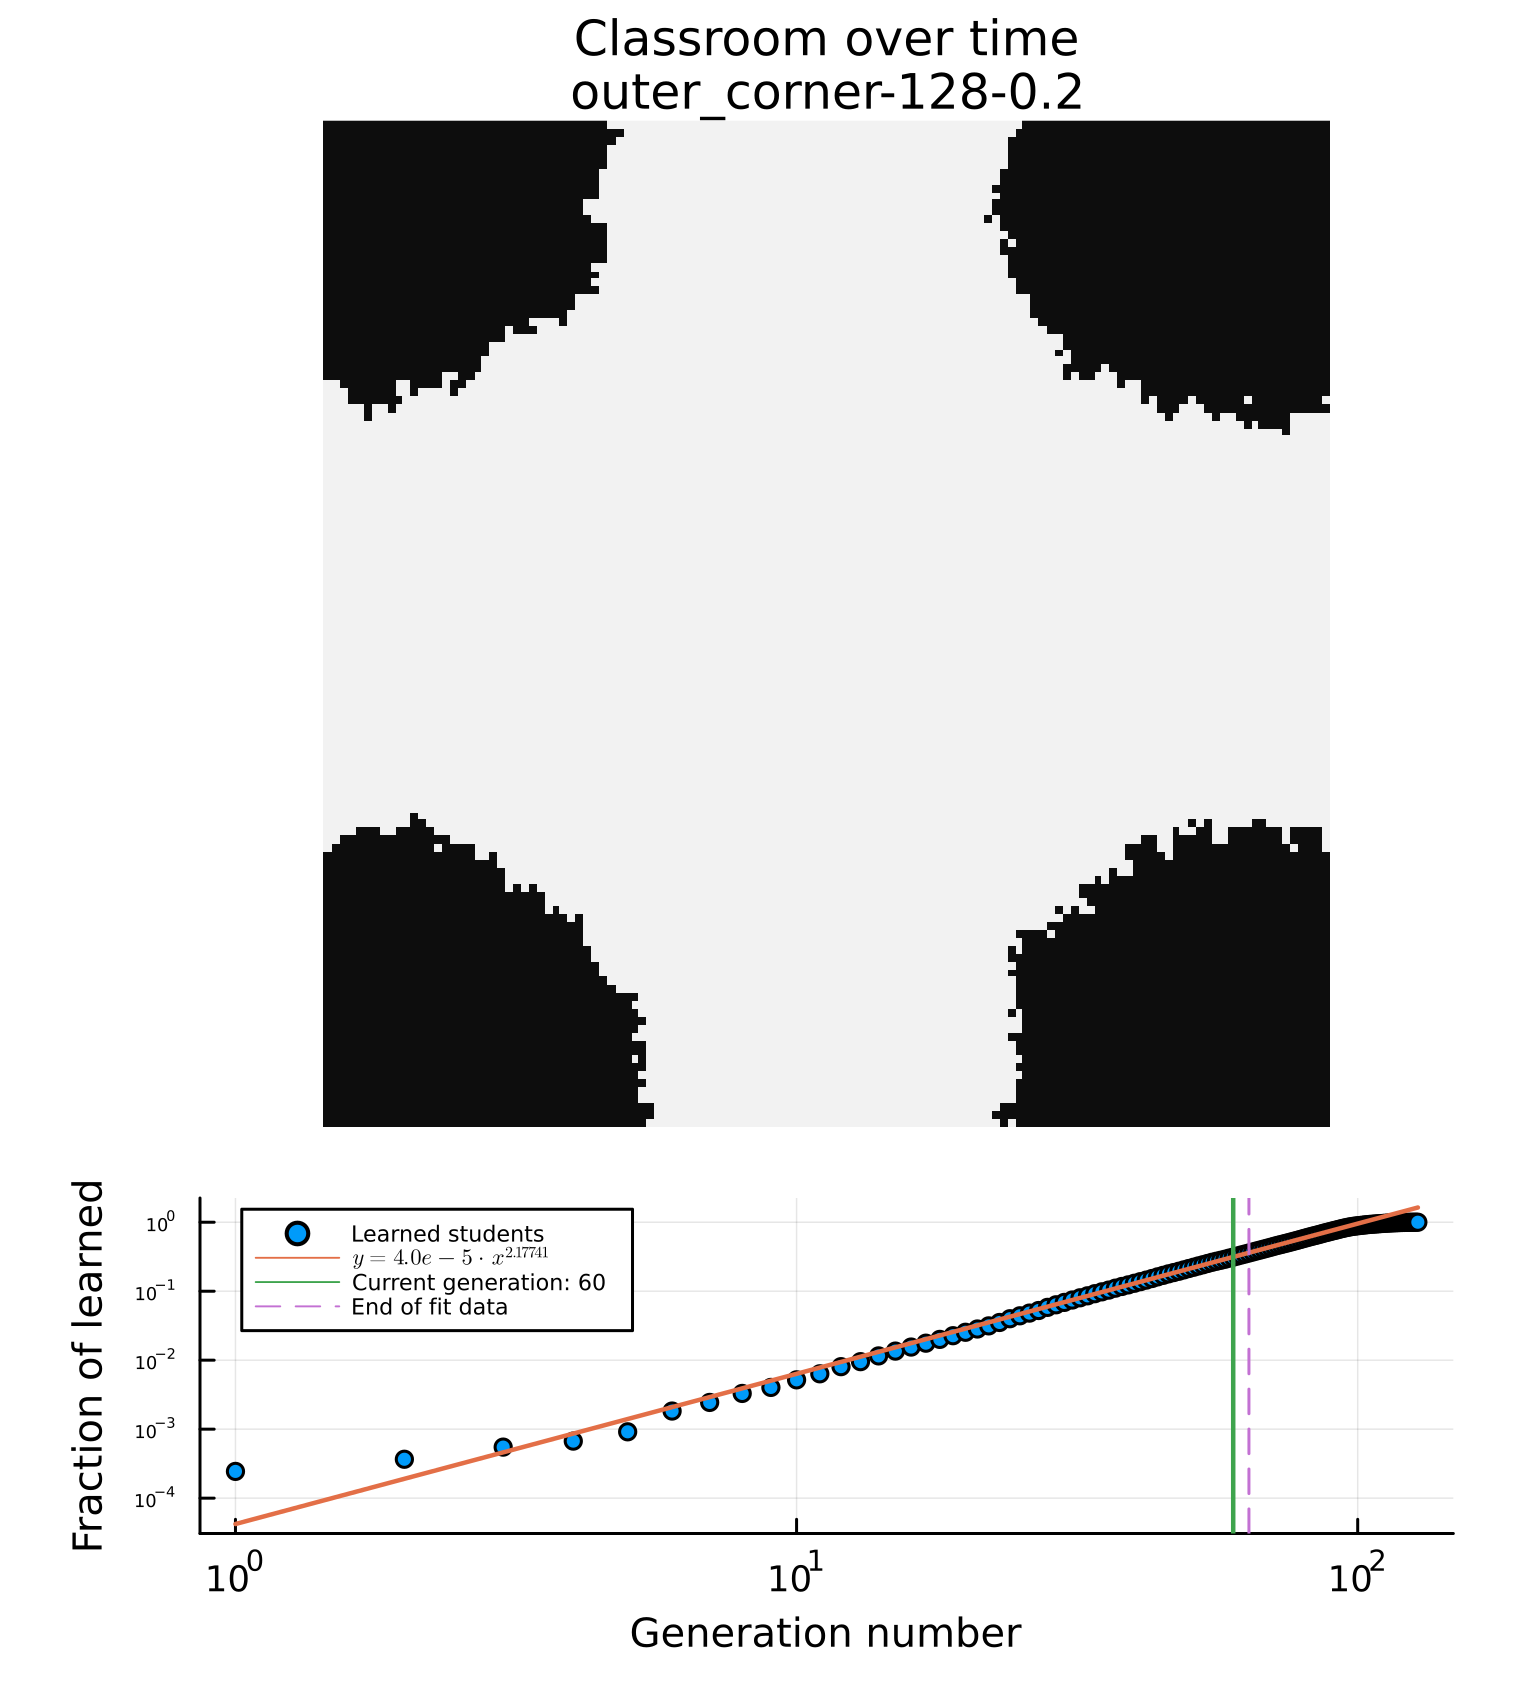 Classroom over time
outer_corner-128-0.2
Fraction of learned
10^0
10^-1
10^-2
10^-3
10^-4
Learned students
y = 4.0e − 5 · x^2.17741
Current generation: 60
End of fit data
10^0
10^1
10^2
Generation number